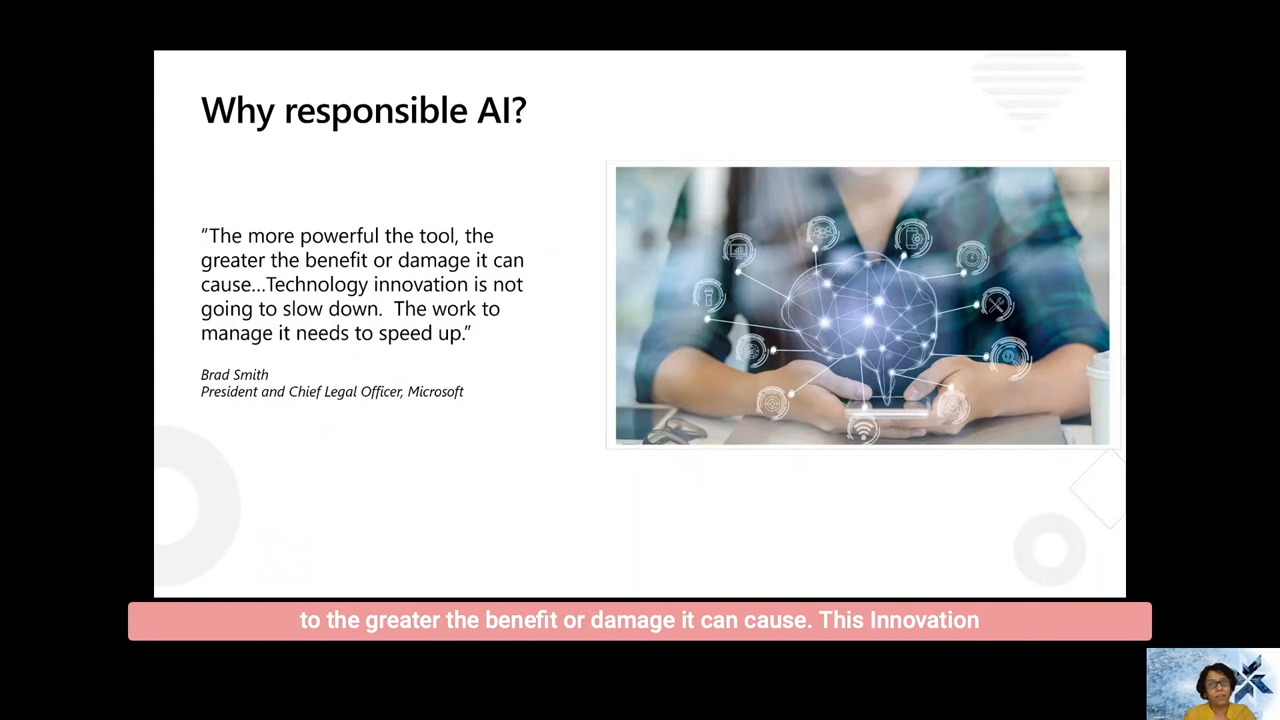 Why responsible AI?
“The more powerful the tool, the
greater the benefit or damage it can
cause...Technology innovation is not
going to slow down.  The work to
manage it needs to speed up.”
Brad Smith
President and Chief Legal Officer, Microsoft
to the greater the benefit or damage it can cause. This Innovation